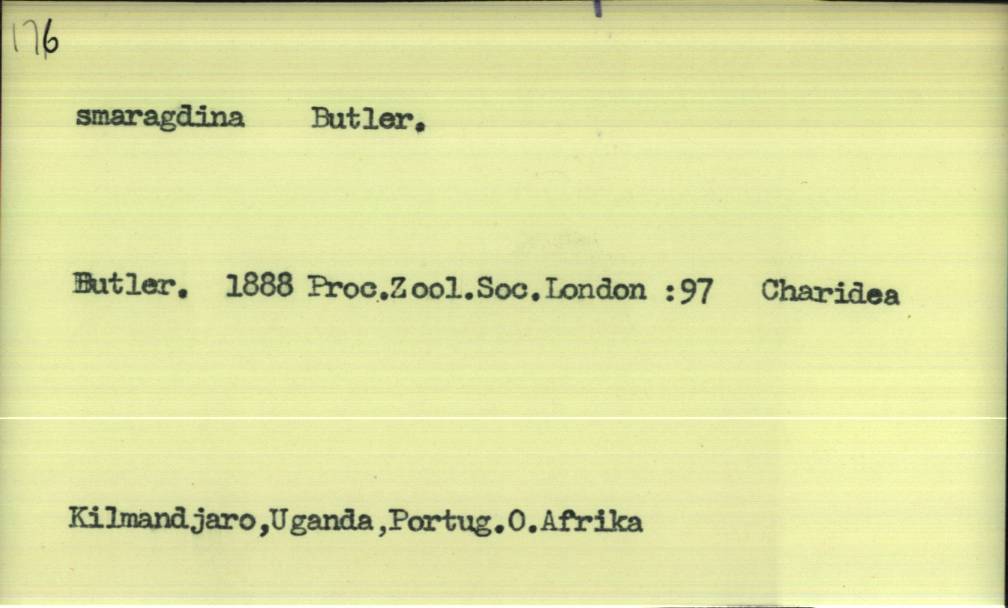 176
smaragdina Butler.
Butler. 1888 Proc.Zool.Soc.London :97 Charidea
Kilmandjaro,Uganda,Portug.O.Afrika